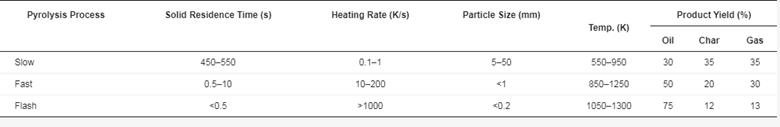 Pyrolysis Process Solid Residence Time (s) Heating Rate (K/s) Particle Size (mm) Temp. (K) Product Yield (%)
Oil Char Gas
Slow 450–550 0.1–1 5–50 550–950 30 35 35
Fast 0.5–10 10–200 <1 850–1250 50 20 30
Flash <0.5 >1000 <0.2 1050–1300 75 12 13